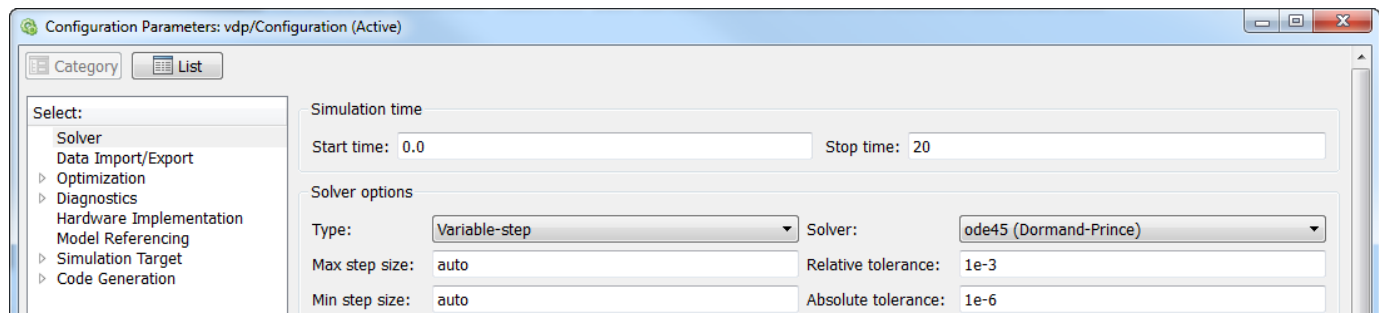 Configuration Parameters: vdp/Configuration (Active)
Category List
Select:
Solver
Data Import/Export
Optimization
Diagnostics
Hardware Implementation
Model Referencing
Simulation Target
Code Generation
Simulation time
Start time: 0.0 Stop time: 20
Solver options
Type: Variable-step Solver: ode45 (Dormand-Prince)
Max step size: auto Relative tolerance: 1e-3
Min step size: auto Absolute tolerance: 1e-6